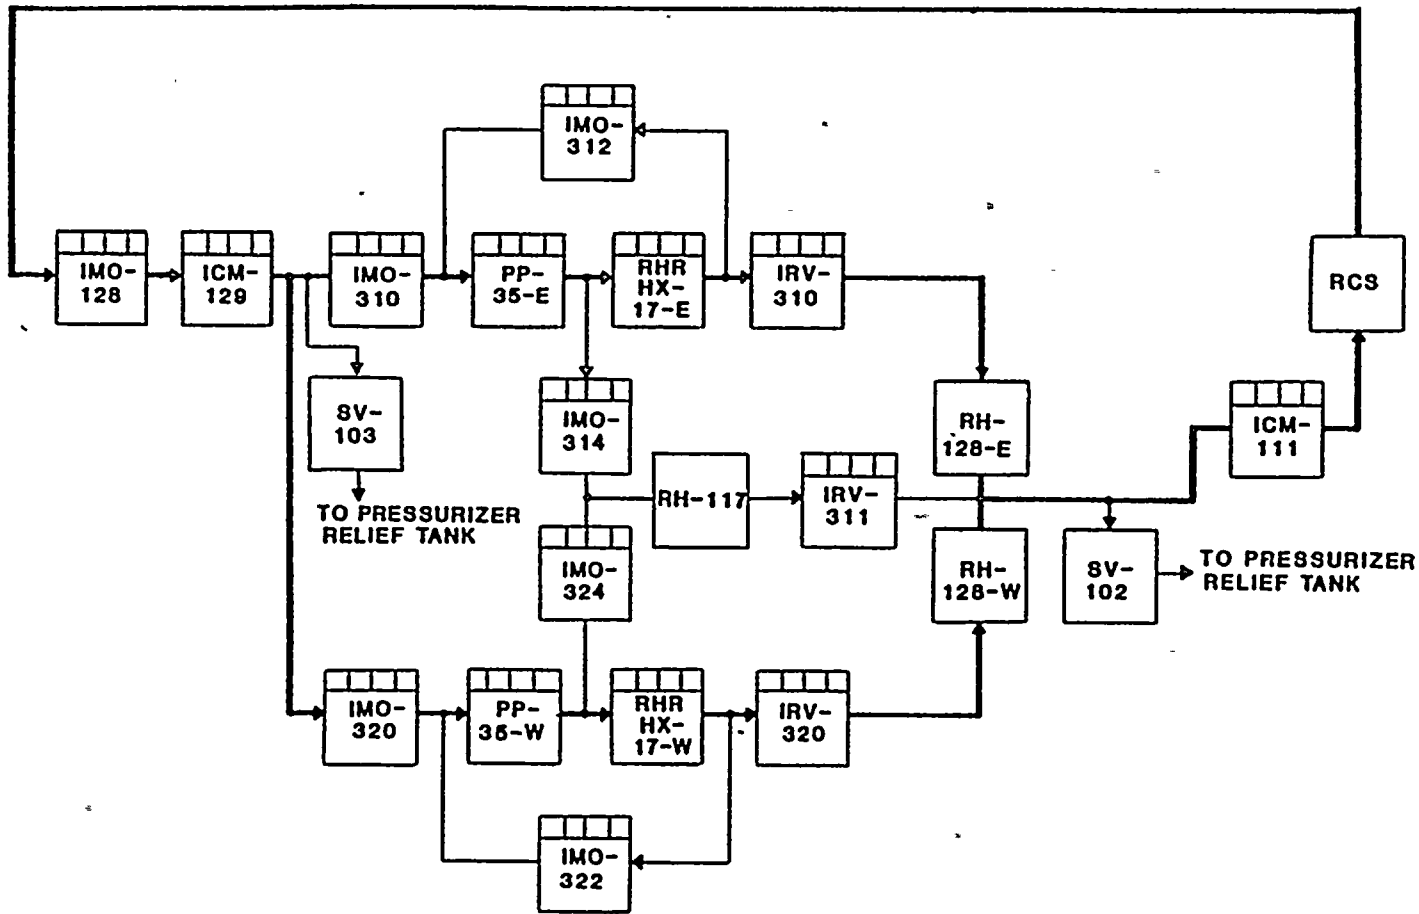 IMO-
312
IMO-
128
ICM-
129
IMO-
310
PP-
35-E
RHR
HX-
17-E
IRV-
310
RCS
SV-
103
IMO-
314
RH-
128-E
ICM-
111
TO PRESSURIZER
RELIEF TANK
RH-117
IRV-
311
IMO-
324
RH-
128-W
SV-
102
TO PRESSURIZER
RELIEF TANK
IMO-
320
PP-
35-W
RHR
HX-
17-W
IRV-
320
IMO-
322